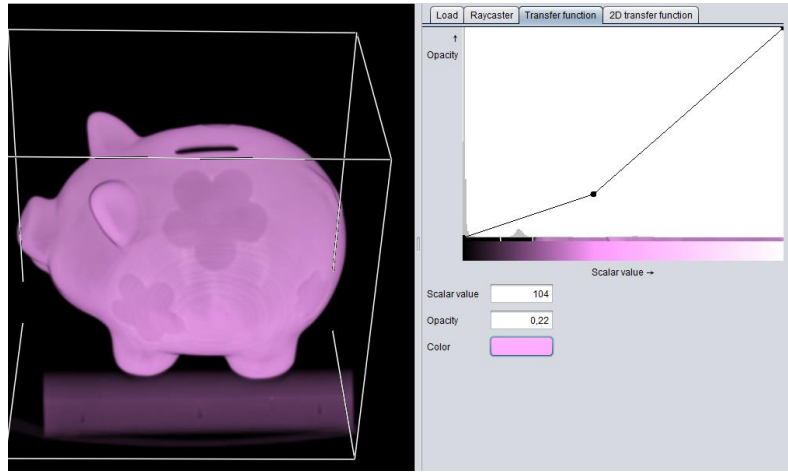 Load Raycaster Transfer function 2D transfer function
↑
Opacity
Scalar value →
Scalar value 104
Opacity 0,22
Color